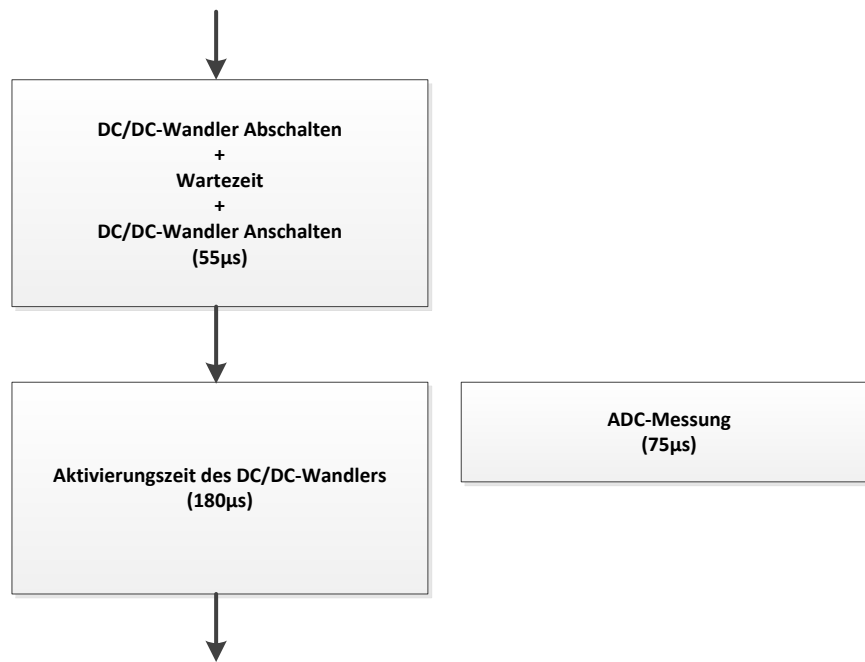 DC/DC-Wandler Abschalten
+
Wartezeit
+
DC/DC-Wandler Anschalten
(55µs)
Aktivierungszeit des DC/DC-Wandlers
(180µs)
ADC-Messung
(75µs)